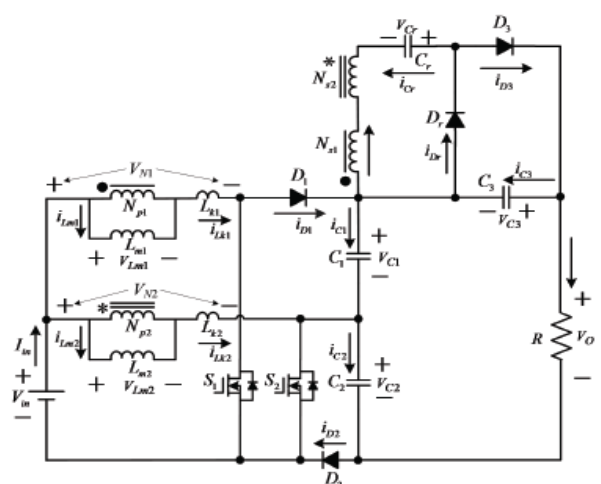 − V_Cr + D_3
* C_r
N_s2 i_Cr i_D3
D_r
N_s1 i_Dr
V_N1 D_1 C_3 i_C3
+ − − V_C3 +
N_p1 L_k1
i_Lm1 i_Lk1 i_D1 i_C1 +
L_m1 C_1 V_C1
+ V_Lm1 − −
V_N2
+ −
* N_p2 L_k2
i_Lm2 i_Lk2 i_C2 + R V_O +
I_in L_m2 C_2 V_C2
+ V_Lm2 − S_1 S_2 − −
+
V_in
− i_D2